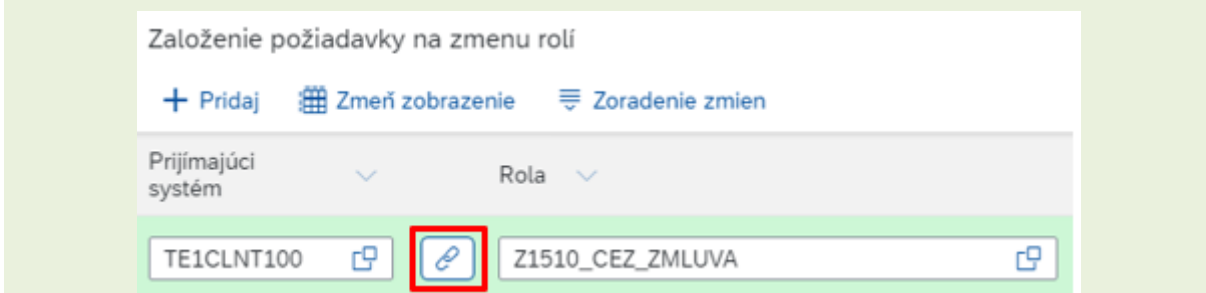 Založenie požiadavky na zmenu rolí
Pridaj Zmeň zobrazenie Zoradenie zmien
Prijímajúci
systém
Rola
TE1CLNT100 Z1510_CEZ_ZMLUVA